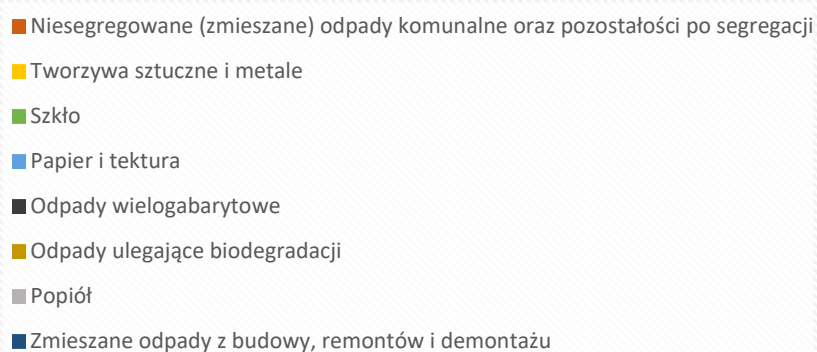 Niesegregowane (zmieszane) odpady komunalne oraz pozostałości po segregacji
Tworzywa sztuczne i metale
Szkło
Papier i tektura
Odpady wielogabarytowe
Odpady ulegające biodegradacji
Popiół
Zmieszane odpady z budowy, remontów i demontażu